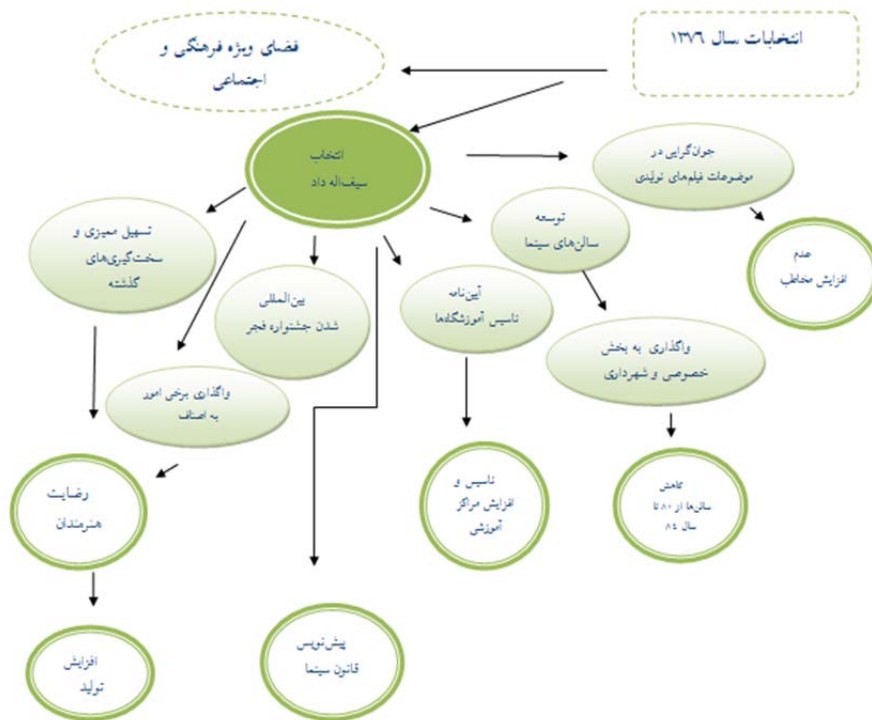 انتخابات سال ۱۳۷۶
فضای ویژه فرهنگی و
اجتماعی
انتخاب
سیف‌اله داد
جوان‌گرایی در
موضوعات فیلم‌های تولیدی
عدم
افزایش مخاطب
توسعه
سالن‌های سینما
تسهیل ممیزی و
سخت‌گیری‌های
گذشته
بین‌المللی
شدن جشنواره فجر
آیین‌نامه
تاسیس آموزشگاه‌ها
واگذاری به بخش
خصوصی و شهرداری
واگذاری برخی امور
به اصناف
رضایت
هنرمندان
تاسیس و
افزایش مراکز
آموزشی
کاهش
سالن‌ها از ۸۰ تا
سال ۸٤
افزایش
تولید
پیش‌نویس
قانون سینما